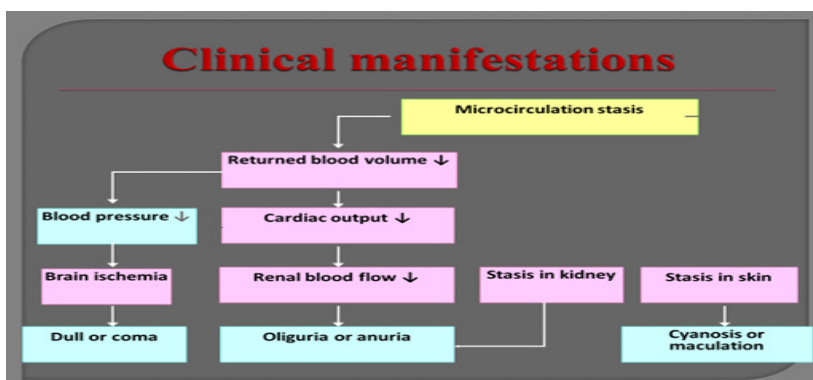 Clinical manifestations
Microcirculation stasis
Returned blood volume ↓
Blood pressure ↓
Cardiac output ↓
Brain ischemia
Renal blood flow ↓
Stasis in kidney
Stasis in skin
Dull or coma
Oliguria or anuria
Cyanosis or
maculation